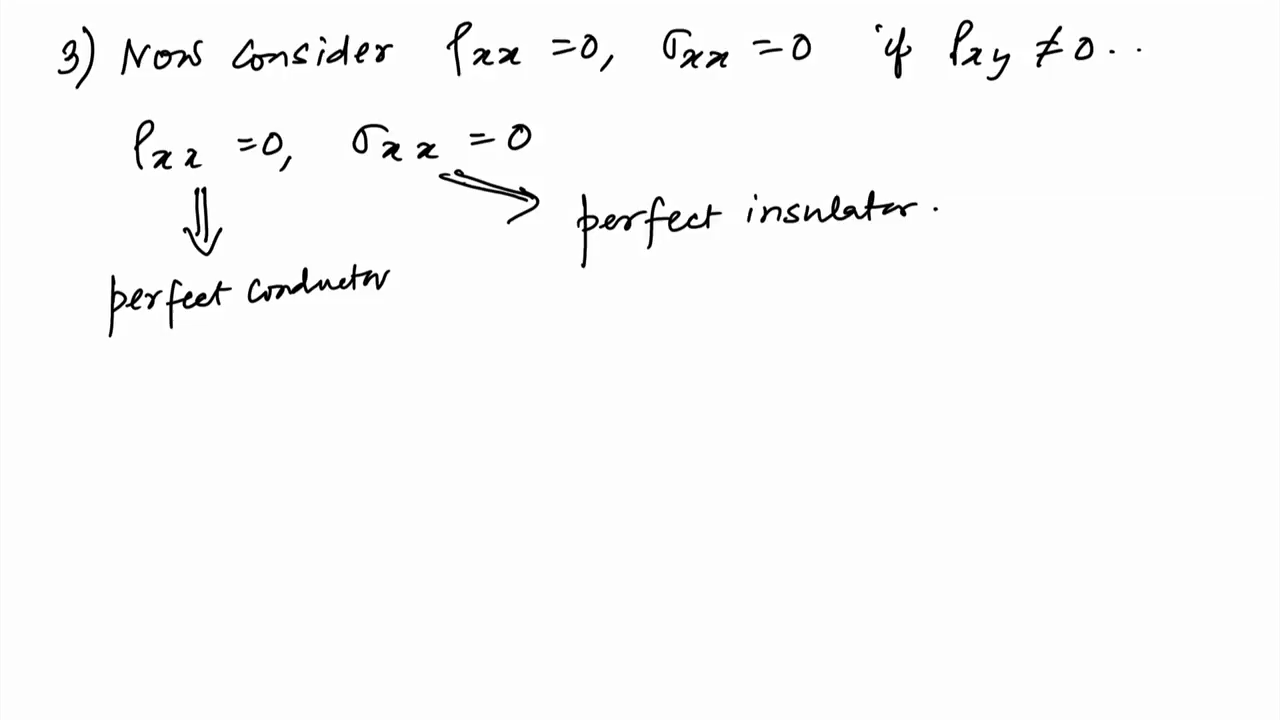 3) Now consider ρxx = 0, σxx = 0 if ρxy ≠ 0 . .
ρxx = 0, σxx = 0
perfect insulator.
perfect conductor